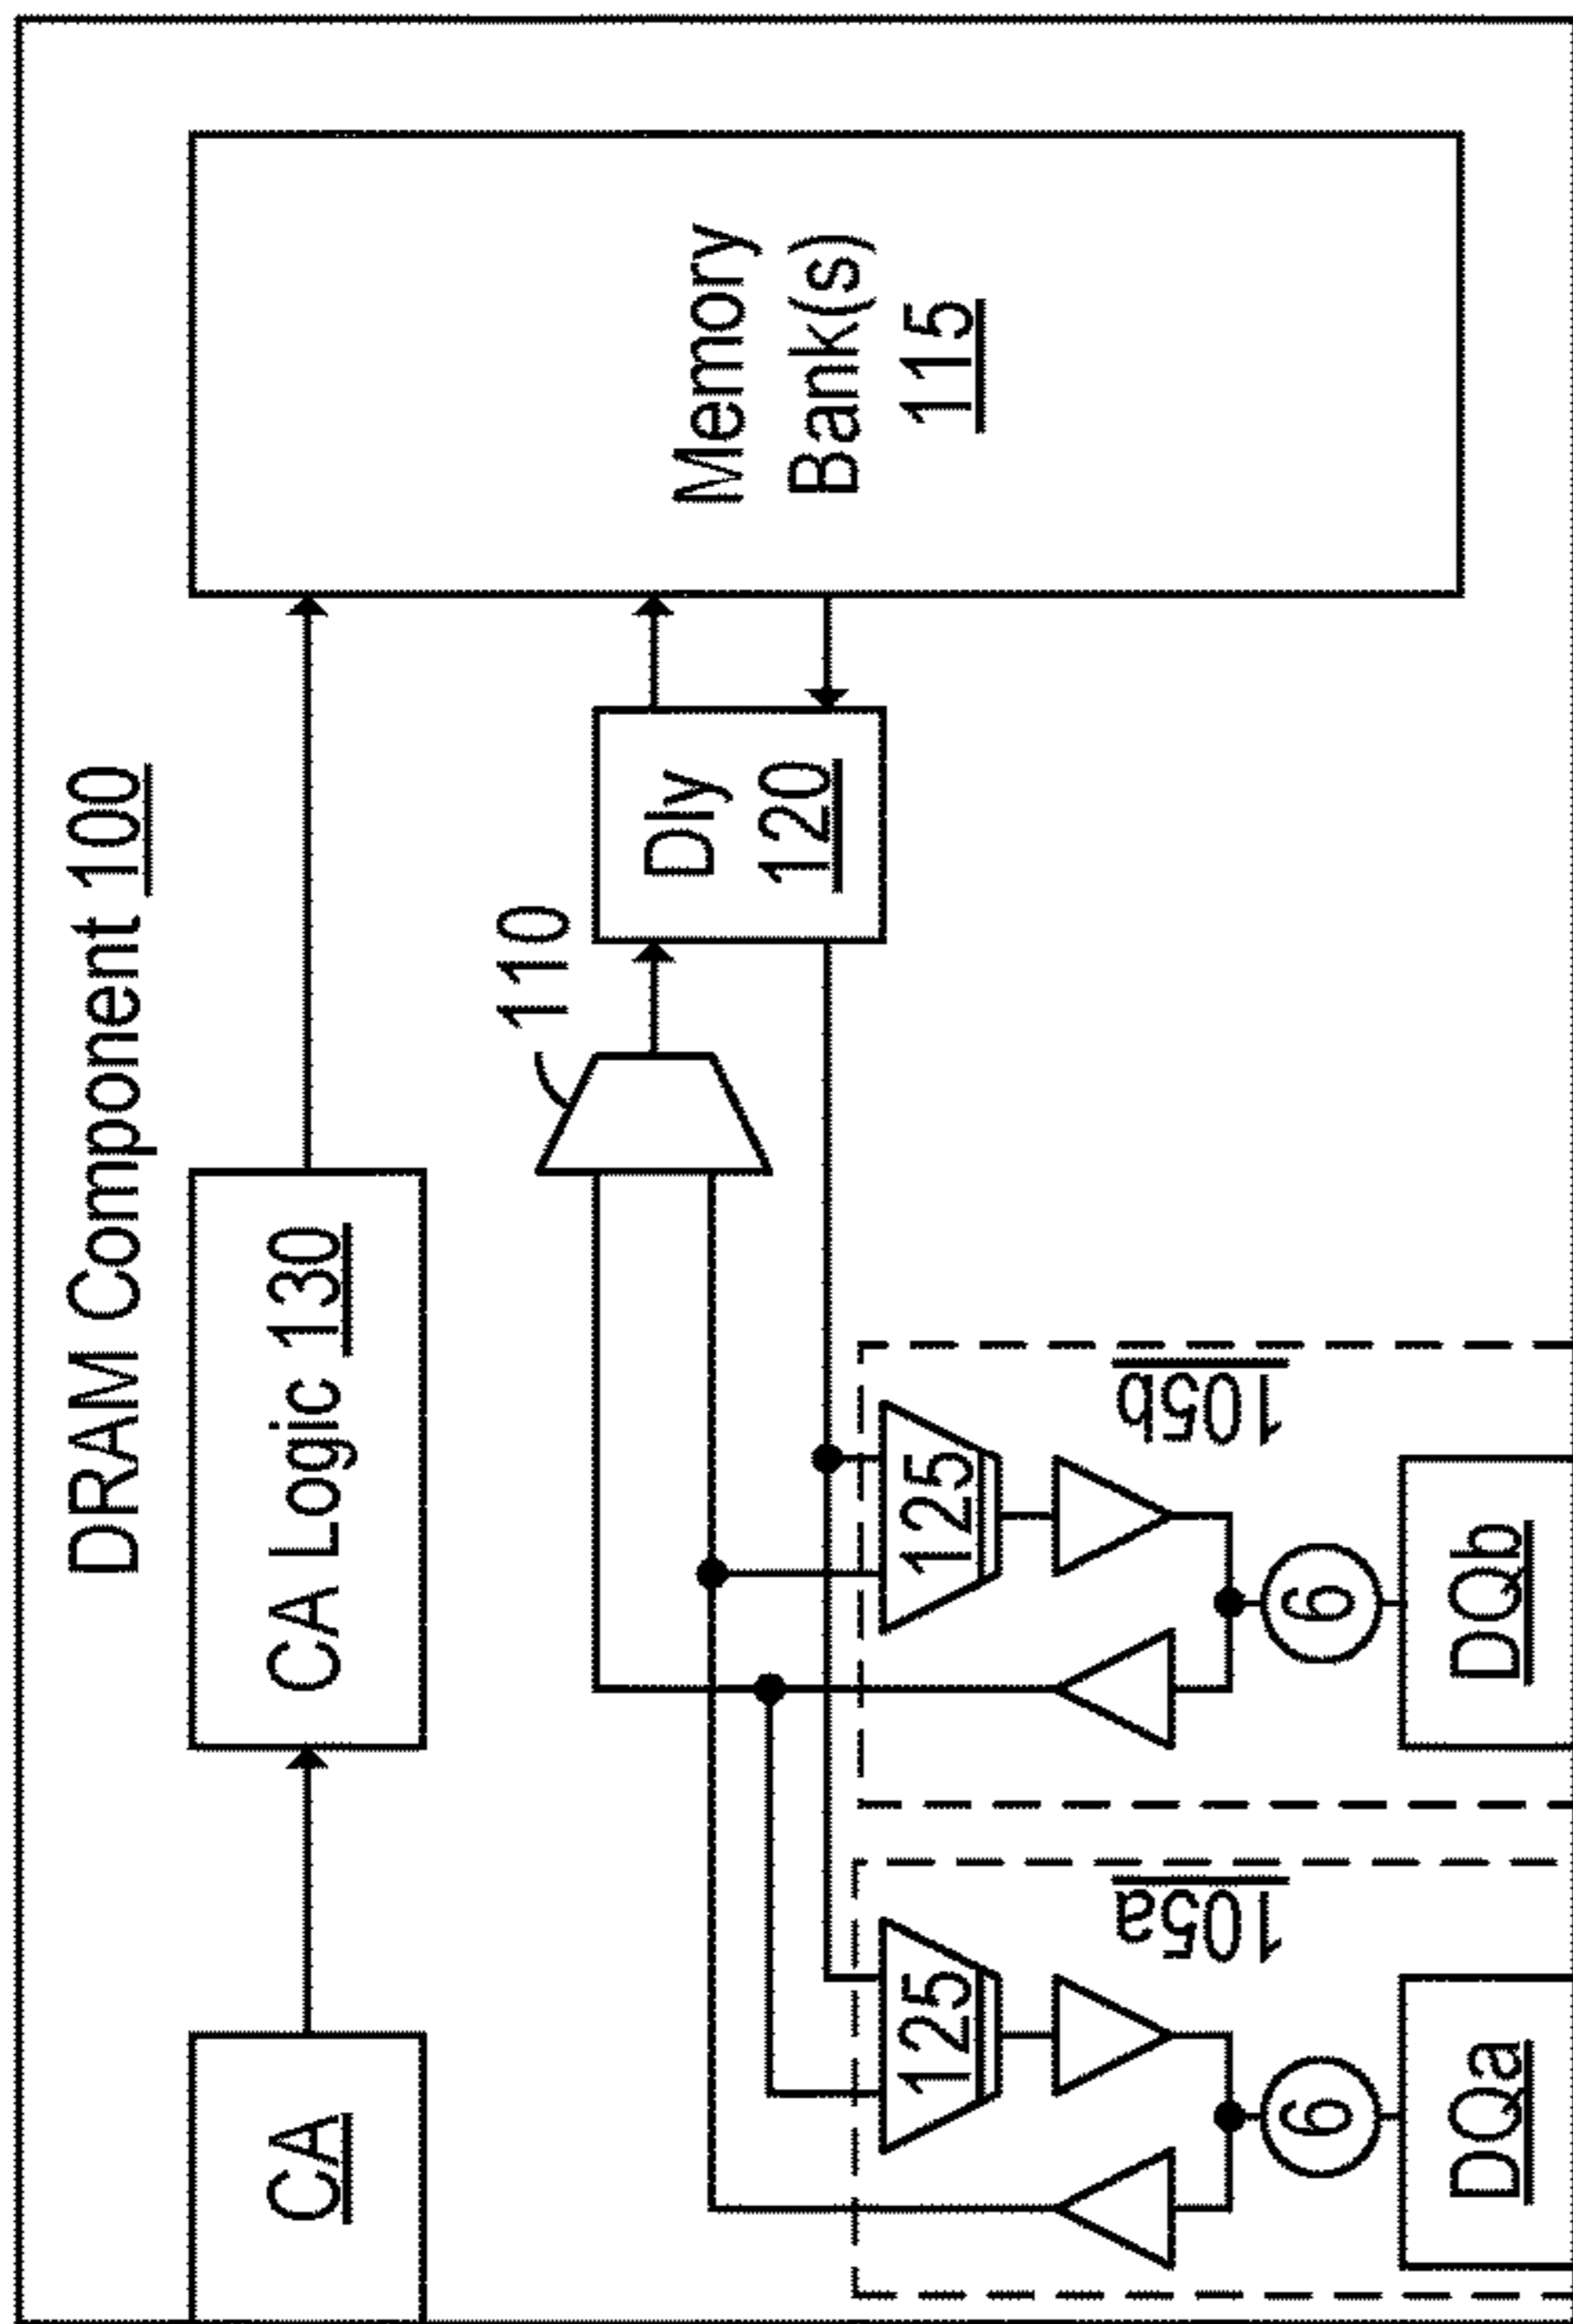 DRAM Component 100
CA
CA Logic 130
Memory
Bank(s)
115
110
Dly
120
125
105a
6
DQa
125
105b
6
DQb